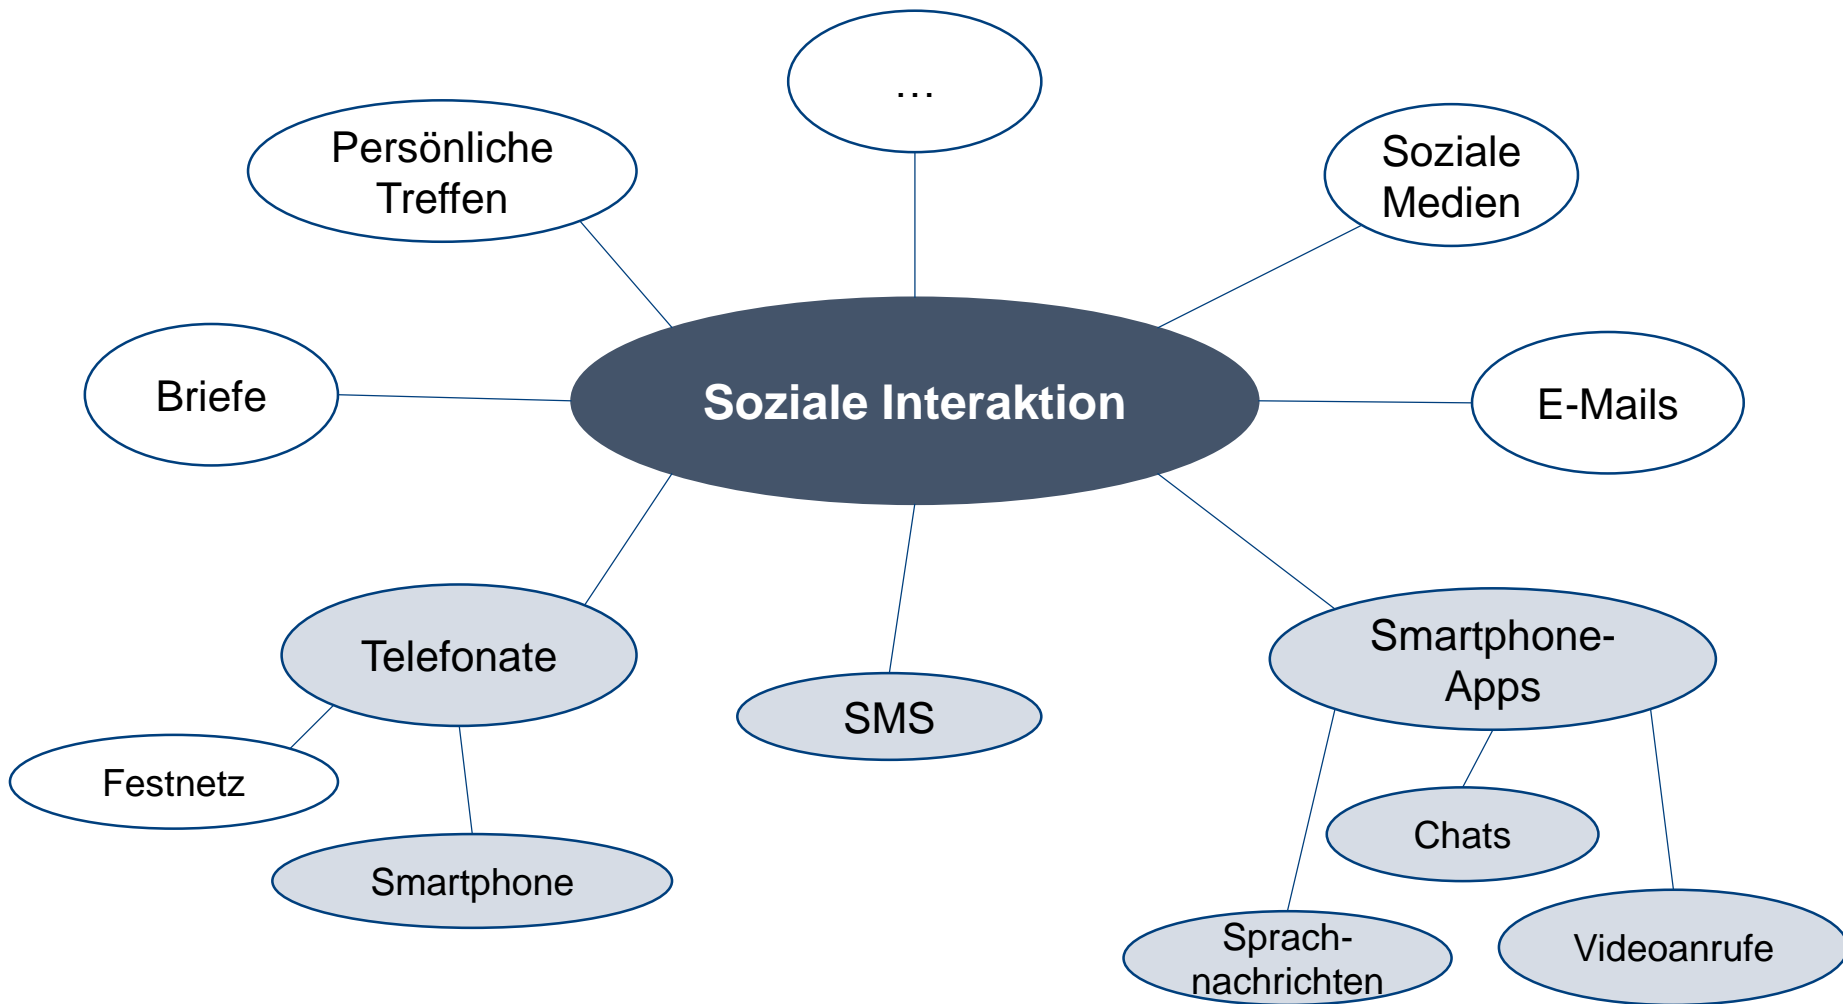 …
Persönliche
Treffen
Soziale
Medien
Briefe
Soziale Interaktion
E-Mails
Telefonate
SMS
Smartphone-
Apps
Festnetz
Smartphone
Chats
Sprach-
nachrichten
Videoanrufe